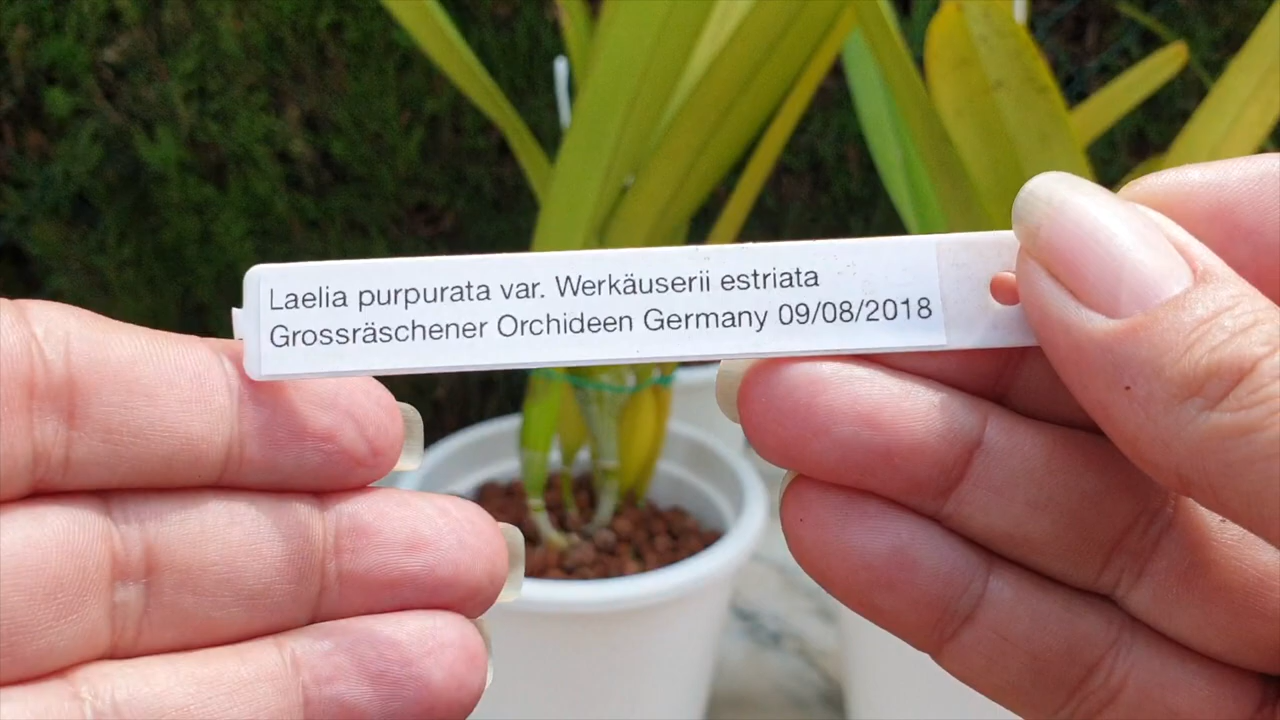 Laelia purpurata var. Werkäuserii estriata
Grossräschener Orchideen Germany 09/08/2018